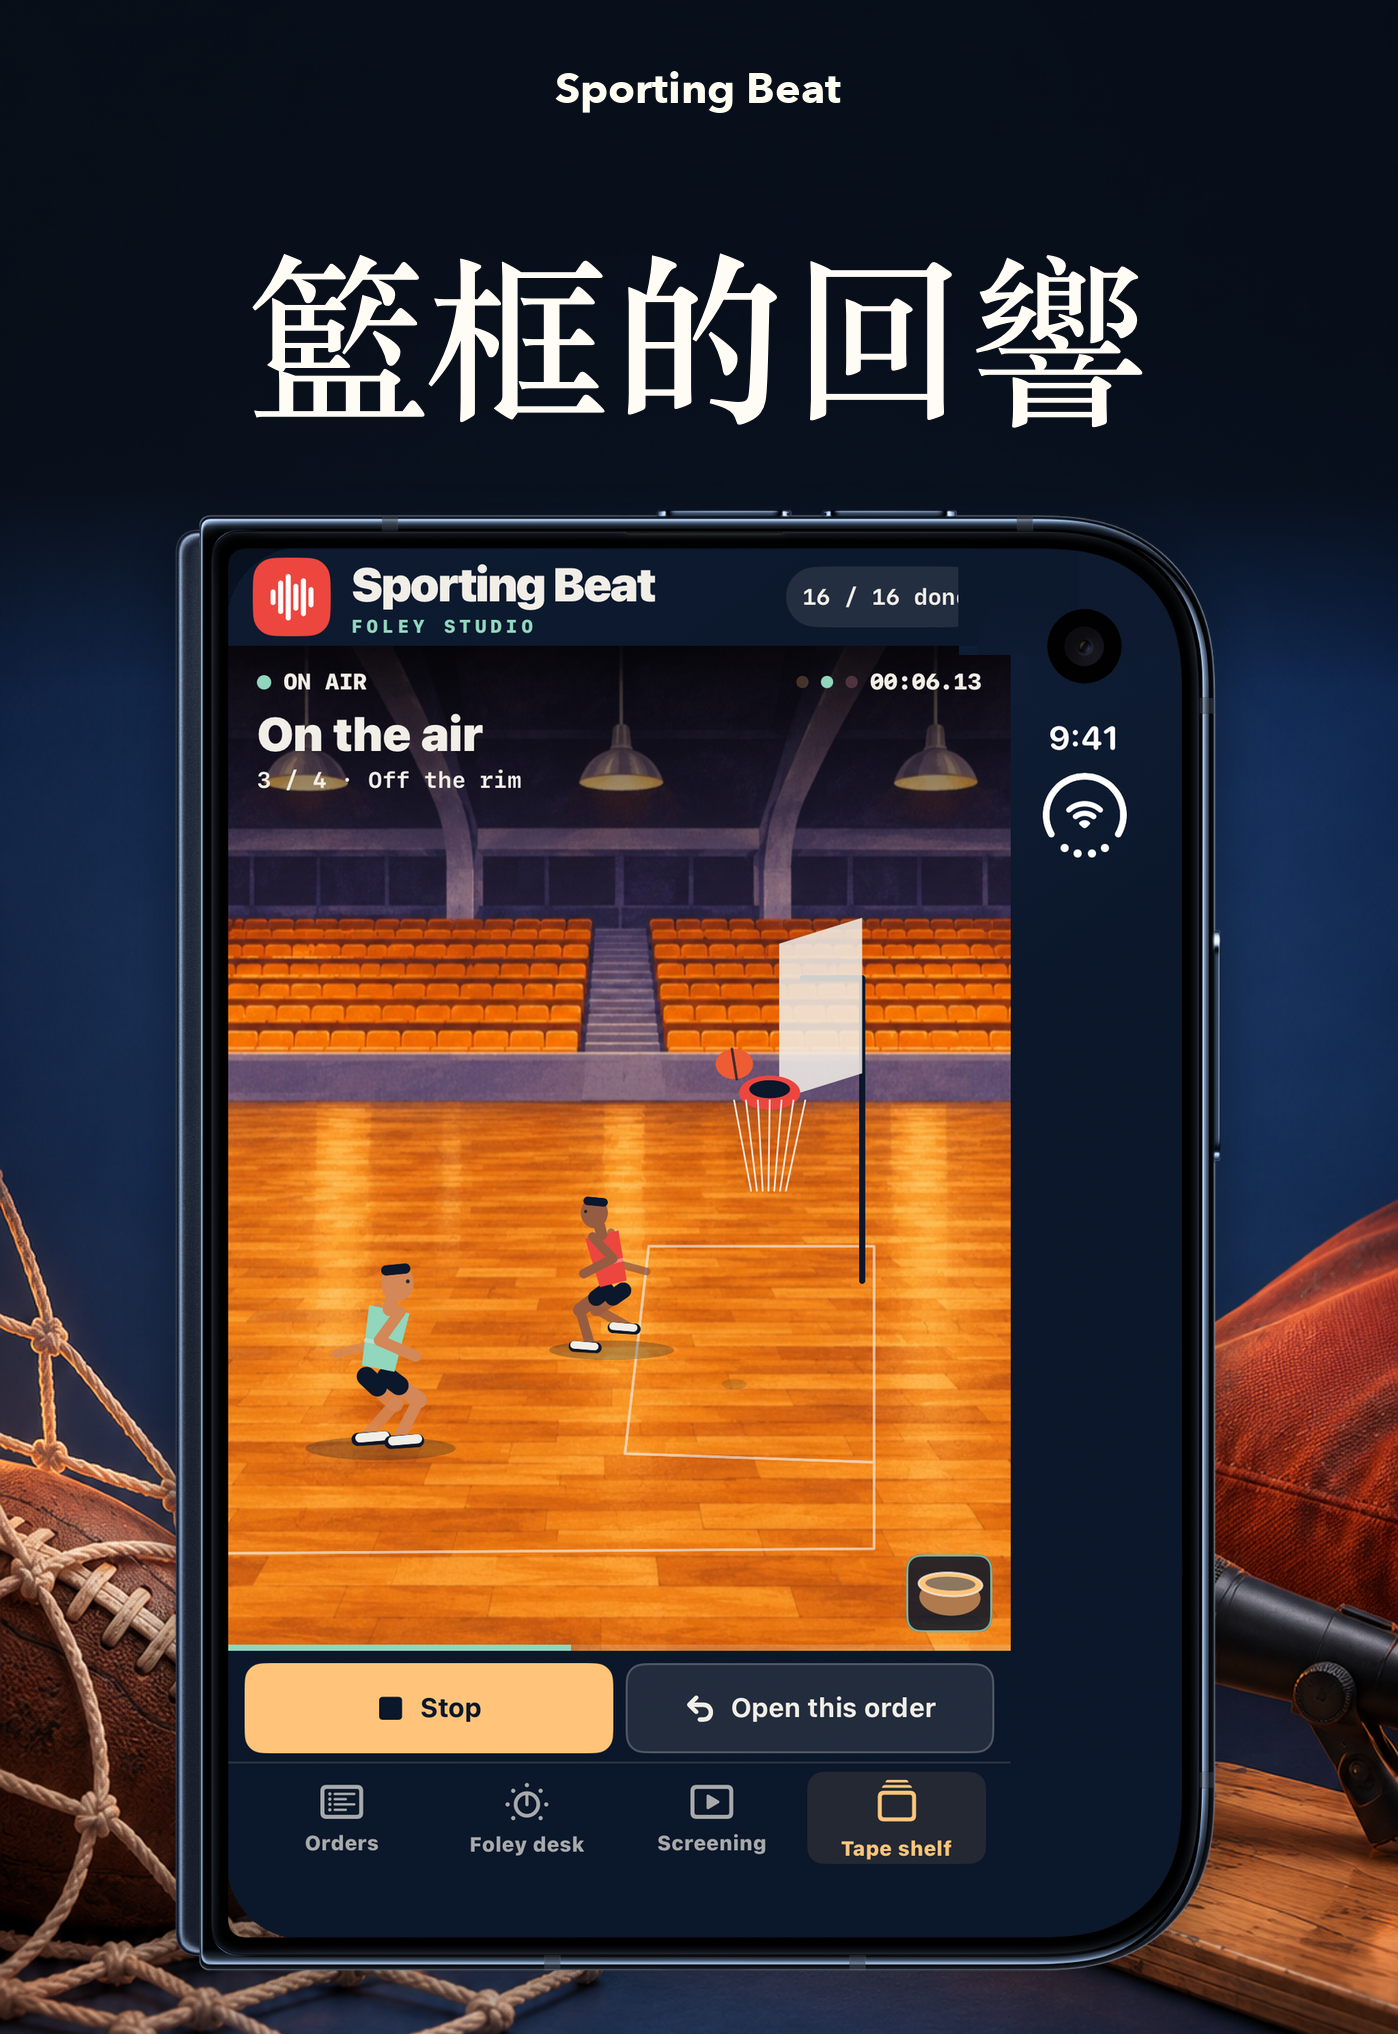 Sporting Beat
籃框的回響
Sporting Beat
16 / 16 don
FOLEY STUDIO
ON AIR
00:06.13
On the air
3 / 4 · Off the rim
9:41
Stop
Open this order
Orders
Foley desk
Screening
Tape shelf